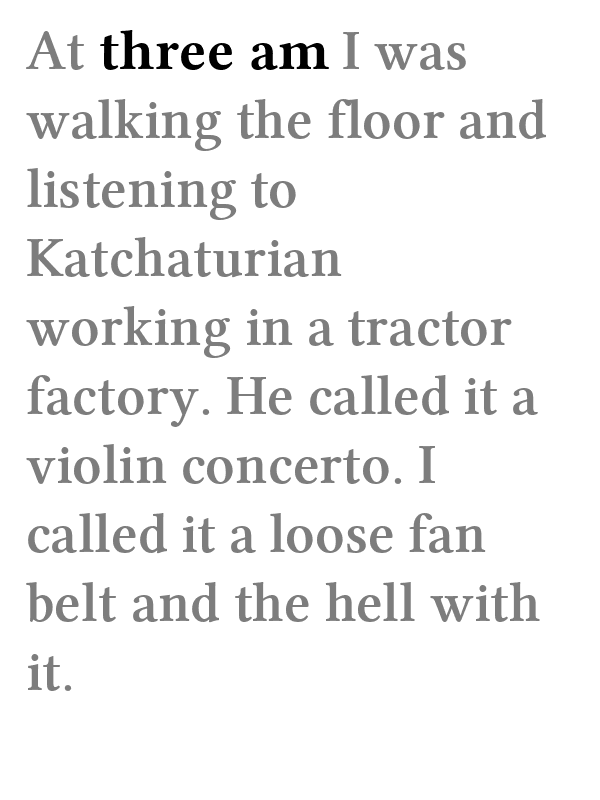 At three am I was
walking the floor and
listening to
Katchaturian
working in a tractor
factory. He called it a
violin concerto. I
called it a loose fan
belt and the hell with
it.